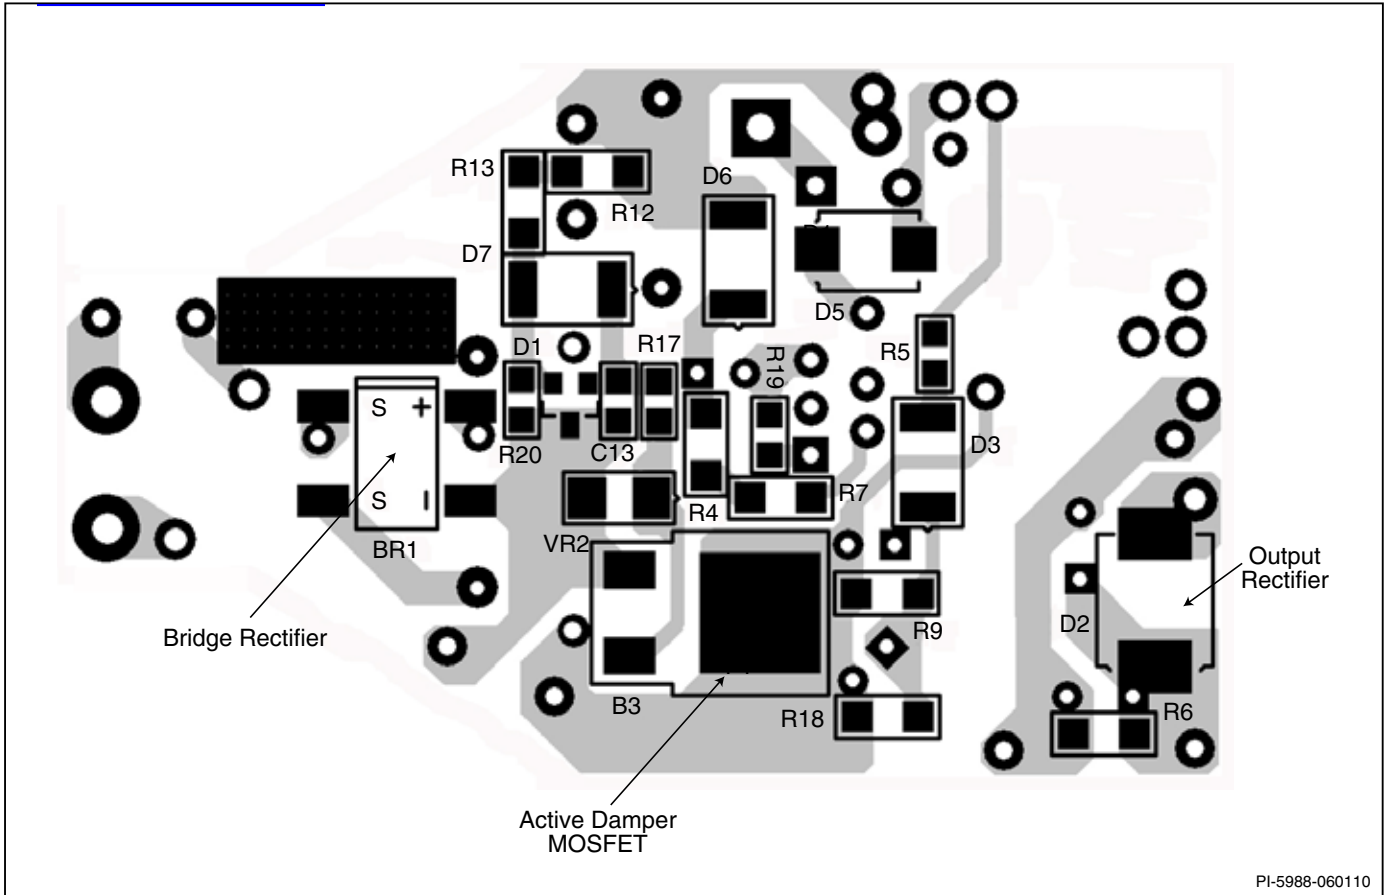 R13
R12
D6
D7
D5
D1
R17
R19
R5
R20
C13
D3
S +
S -
BR1
R4
R7
VR2
Output
Rectifier
D2
R9
Bridge Rectifier
B3
R18
R6
Active Damper
MOSFET
PI-5988-060110